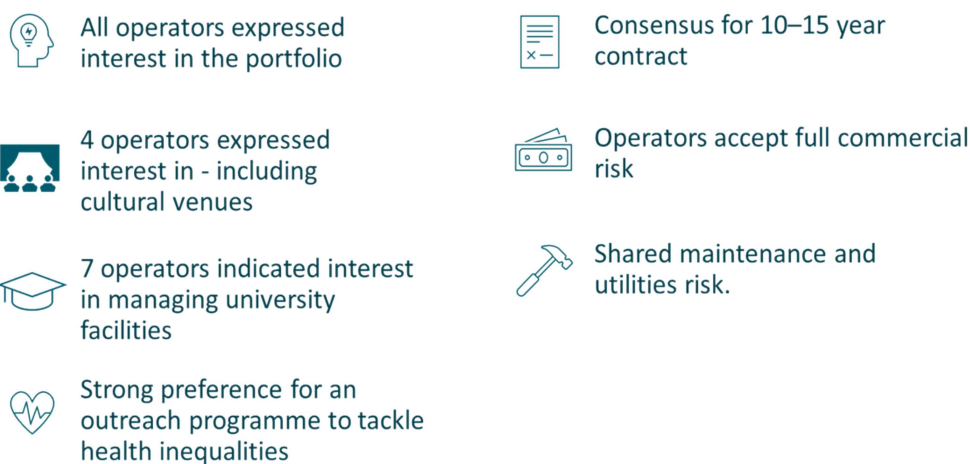 All operators expressed
interest in the portfolio
4 operators expressed
interest in - including
cultural venues
7 operators indicated interest
in managing university
facilities
Strong preference for an
outreach programme to tackle
health inequalities
Consensus for 10–15 year
contract
Operators accept full commercial
risk
Shared maintenance and
utilities risk.